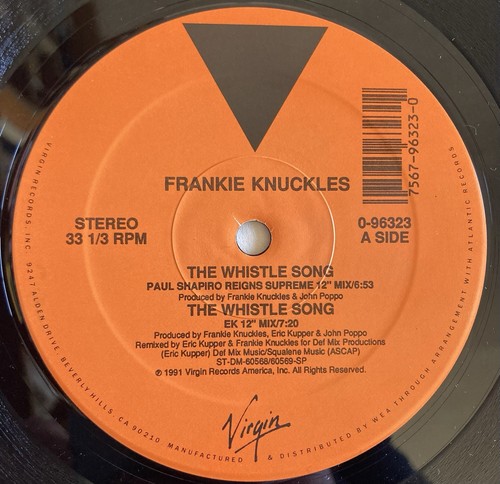 FRANKIE KNUCKLES
7567-96323-0
STEREO
33 1/3 RPM
0-96323
A SIDE
THE WHISTLE SONG
PAUL SHAPIRO REIGNS SUPREME 12" MIX/6:53
Produced by Frankie Knuckles & John Poppo
THE WHISTLE SONG
EK 12" MIX/7:20
Produced by Frankie Knuckles, Eric Kupper & John Poppo
Remixed by Eric Kupper & Frankie Knuckles for Def Mix Productions
(Eric Kupper) Def Mix Music/Squalene Music (ASCAP)
ST-DM-60568/60569-SP
℗ 1991 Virgin Records America, Inc. All Rights Reserved.
Virgin
VIRGIN RECORDS, INC. 9247 ALDEN DRIVE, BEVERLY HILLS, CA 90210 MANUFACTURED & DISTRIBUTED BY WEA THROUGH ARRANGEMENT WITH ATLANTIC RECORDS